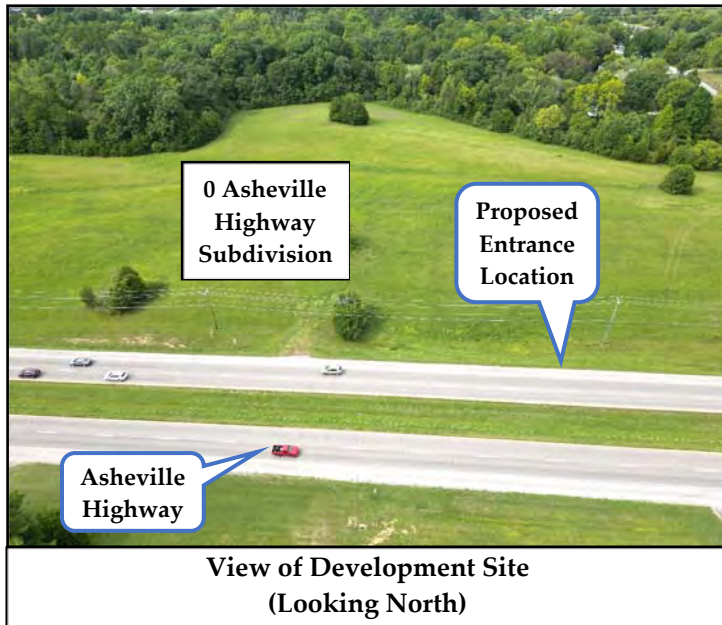 0 Asheville
Highway
Subdivision
Proposed
Entrance
Location
Asheville
Highway
View of Development Site
(Looking North)